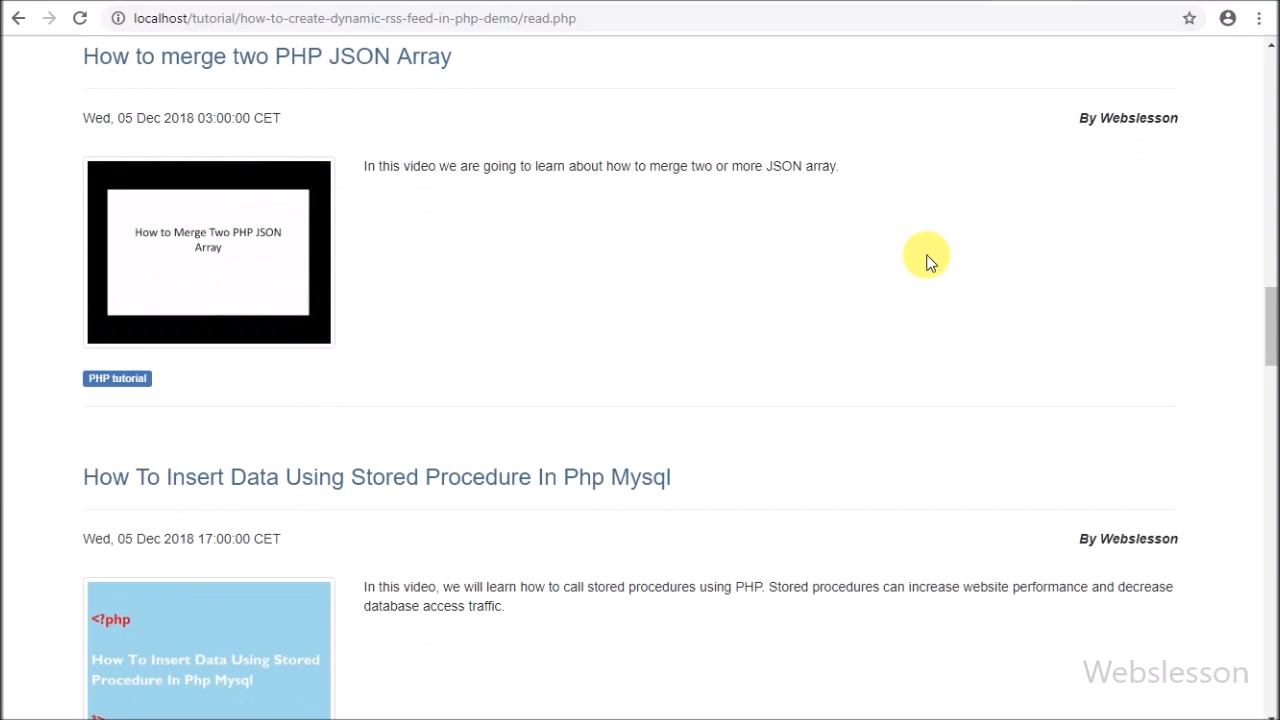 localhost/tutorial/how-to-create-dynamic-rss-feed-in-php-demo/read.php
How to merge two PHP JSON Array
Wed, 05 Dec 2018 03:00:00 CET
By Webslesson
In this video we are going to learn about how to merge two or more JSON array.
How to Merge Two PHP JSON
Array
PHP tutorial
How To Insert Data Using Stored Procedure In Php Mysql
Wed, 05 Dec 2018 17:00:00 CET
By Webslesson
In this video, we will learn how to call stored procedures using PHP. Stored procedures can increase website performance and decrease
database access traffic.
<?php
How To Insert Data Using Stored
Procedure In Php Mysql
?>
Webslesson